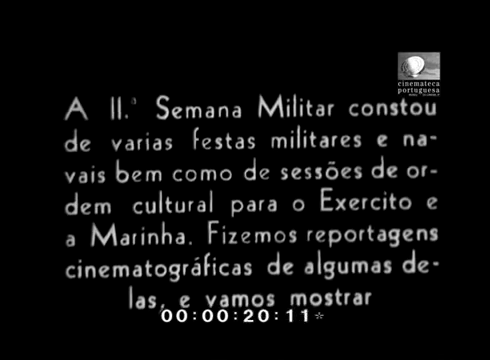 cinemateca
portuguesa
A II.ª Semana Militar constou
de varias festas militares e na-
vais bem como de sessões de or-
dem cultural para o Exercito e
a Marinha. Fizemos reportagens
cinematográficas de algumas de-
las, e vamos mostrar
00:00:20:11*